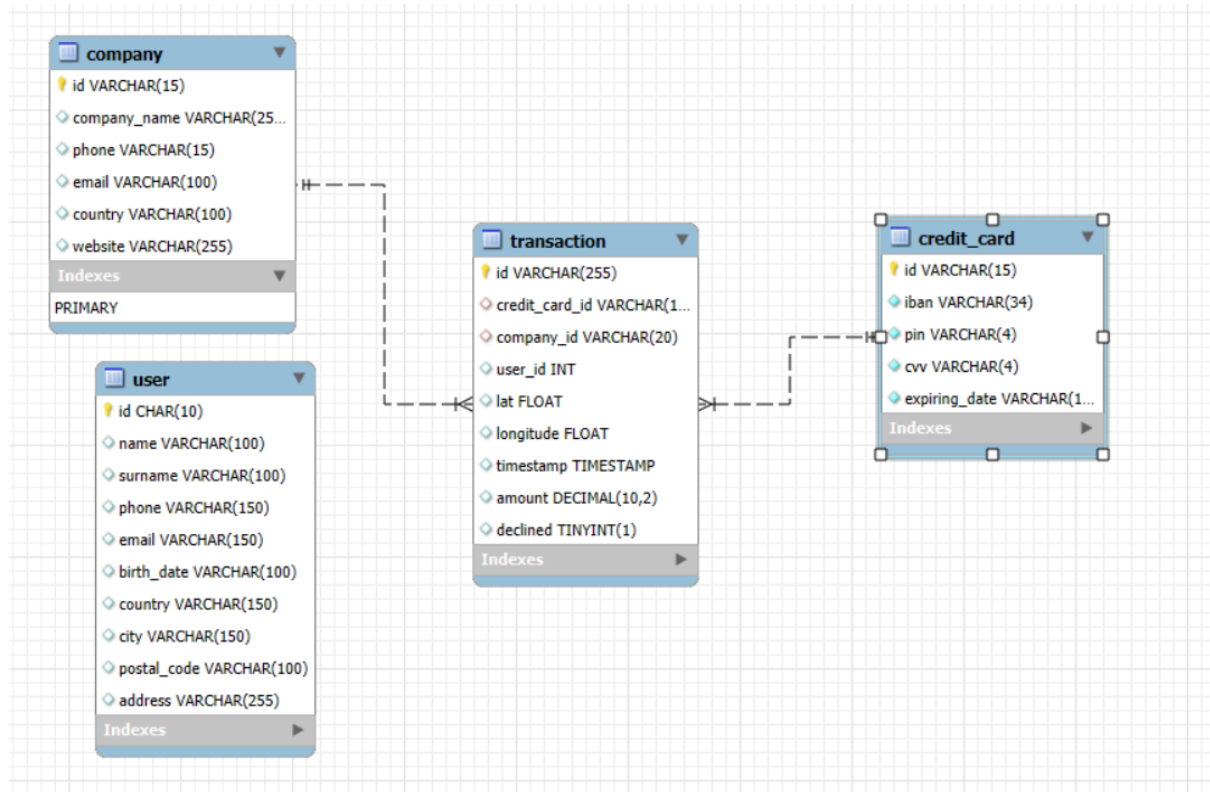 company
id VARCHAR(15)
company_name VARCHAR(25...
phone VARCHAR(15)
email VARCHAR(100)
country VARCHAR(100)
website VARCHAR(255)
Indexes
PRIMARY
user
id CHAR(10)
name VARCHAR(100)
surname VARCHAR(100)
phone VARCHAR(150)
email VARCHAR(150)
birth_date VARCHAR(100)
country VARCHAR(150)
city VARCHAR(150)
postal_code VARCHAR(100)
address VARCHAR(255)
Indexes
transaction
id VARCHAR(255)
credit_card_id VARCHAR(1...
company_id VARCHAR(20)
user_id INT
lat FLOAT
longitude FLOAT
timestamp TIMESTAMP
amount DECIMAL(10,2)
declined TINYINT(1)
Indexes
credit_card
id VARCHAR(15)
iban VARCHAR(34)
pin VARCHAR(4)
cvv VARCHAR(4)
expiring_date VARCHAR(1...
Indexes